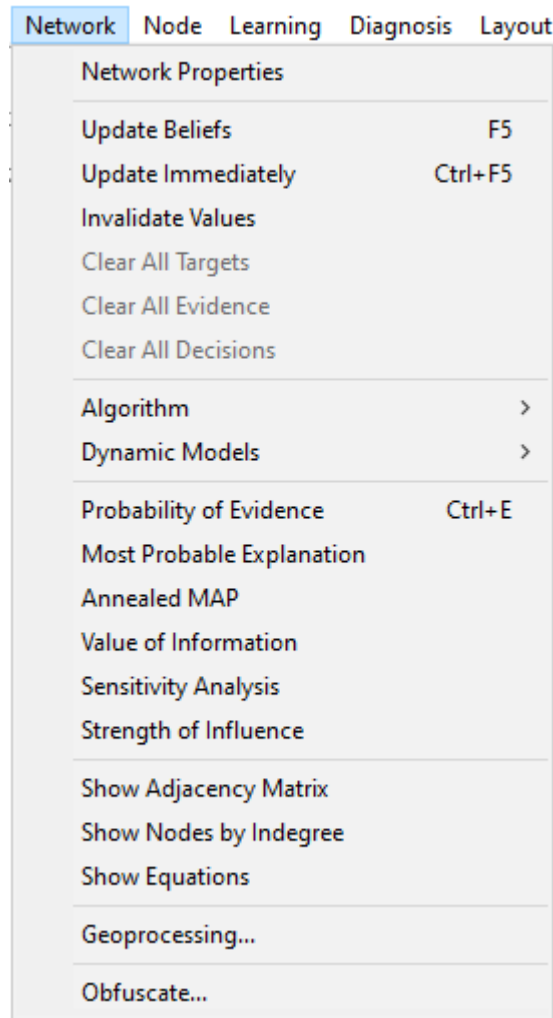 Network Node Learning Diagnosis Layout
Network Properties
Update Beliefs F5
Update Immediately Ctrl+F5
Invalidate Values
Clear All Targets
Clear All Evidence
Clear All Decisions
Algorithm >
Dynamic Models >
Probability of Evidence Ctrl+E
Most Probable Explanation
Annealed MAP
Value of Information
Sensitivity Analysis
Strength of Influence
Show Adjacency Matrix
Show Nodes by Indegree
Show Equations
Geoprocessing...
Obfuscate...